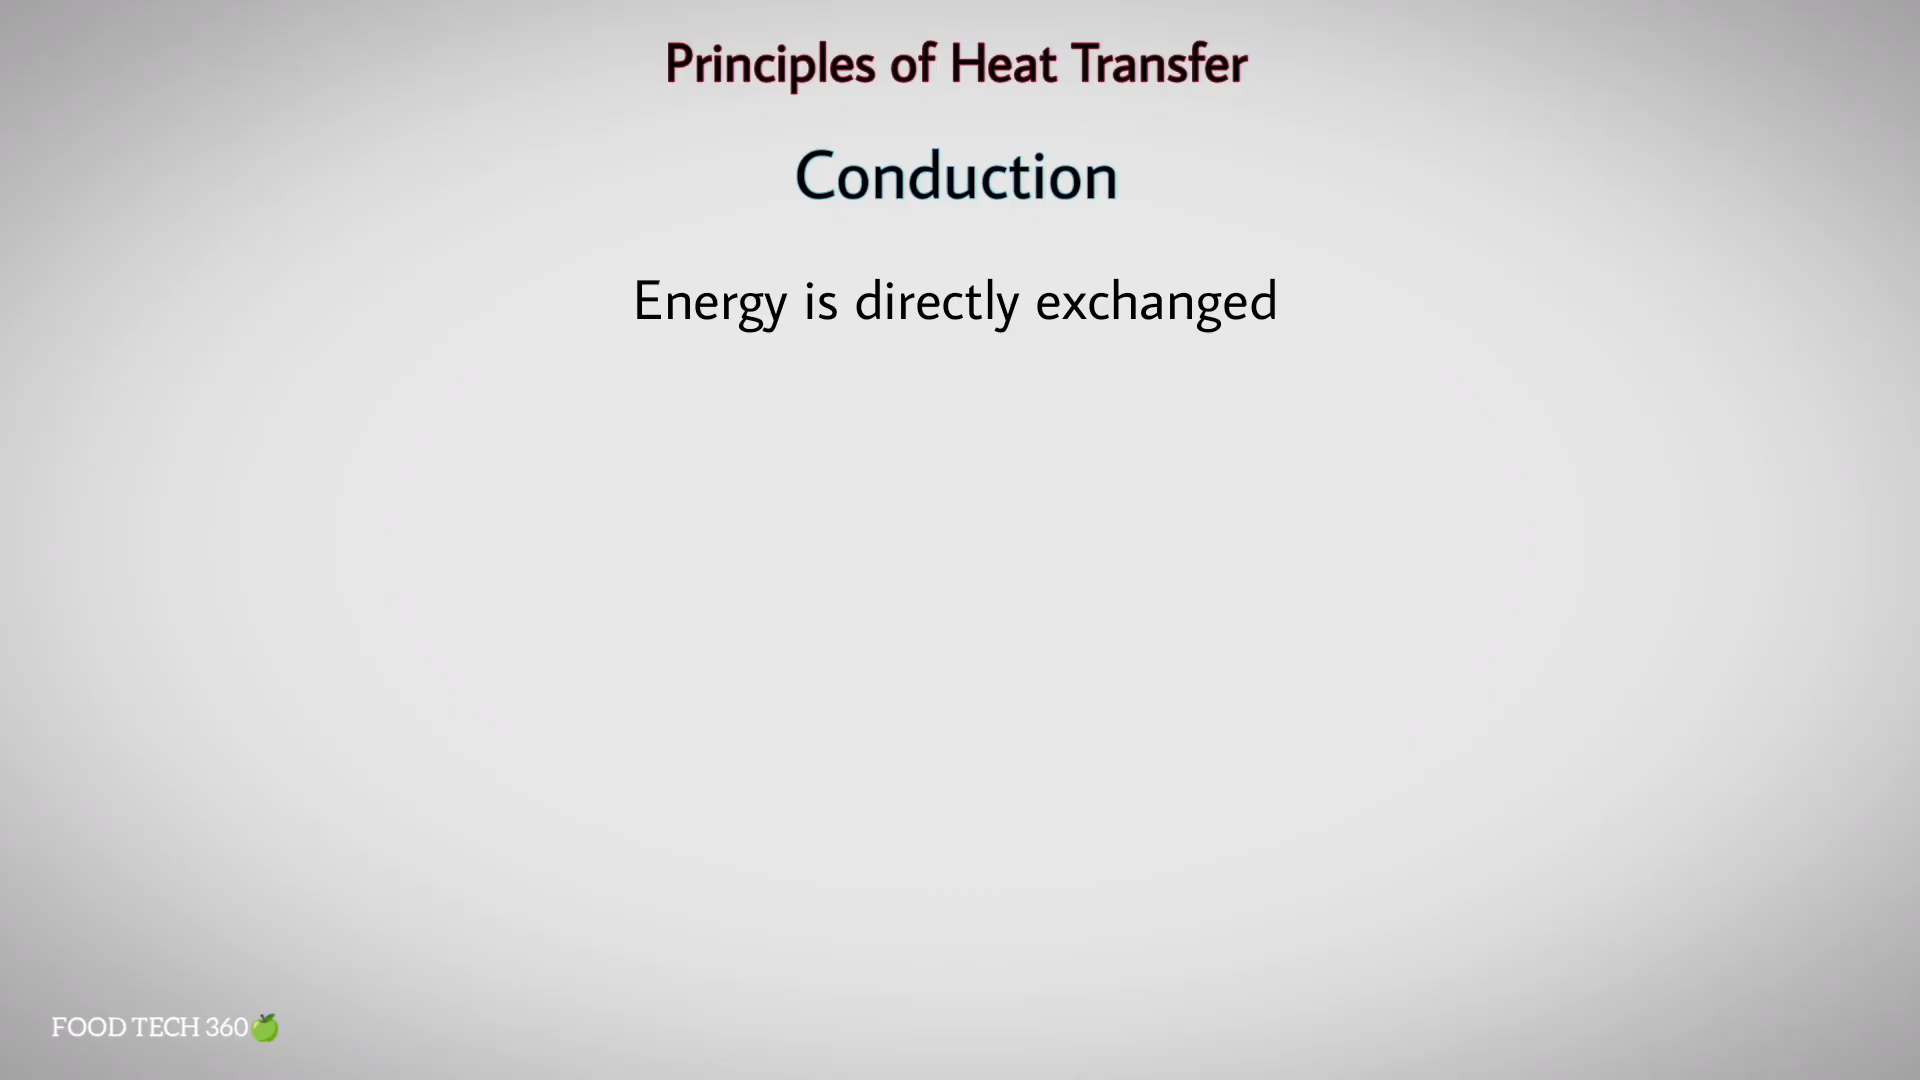 Principles of Heat Transfer
Conduction
Energy is directly exchanged
FOOD TECH 360